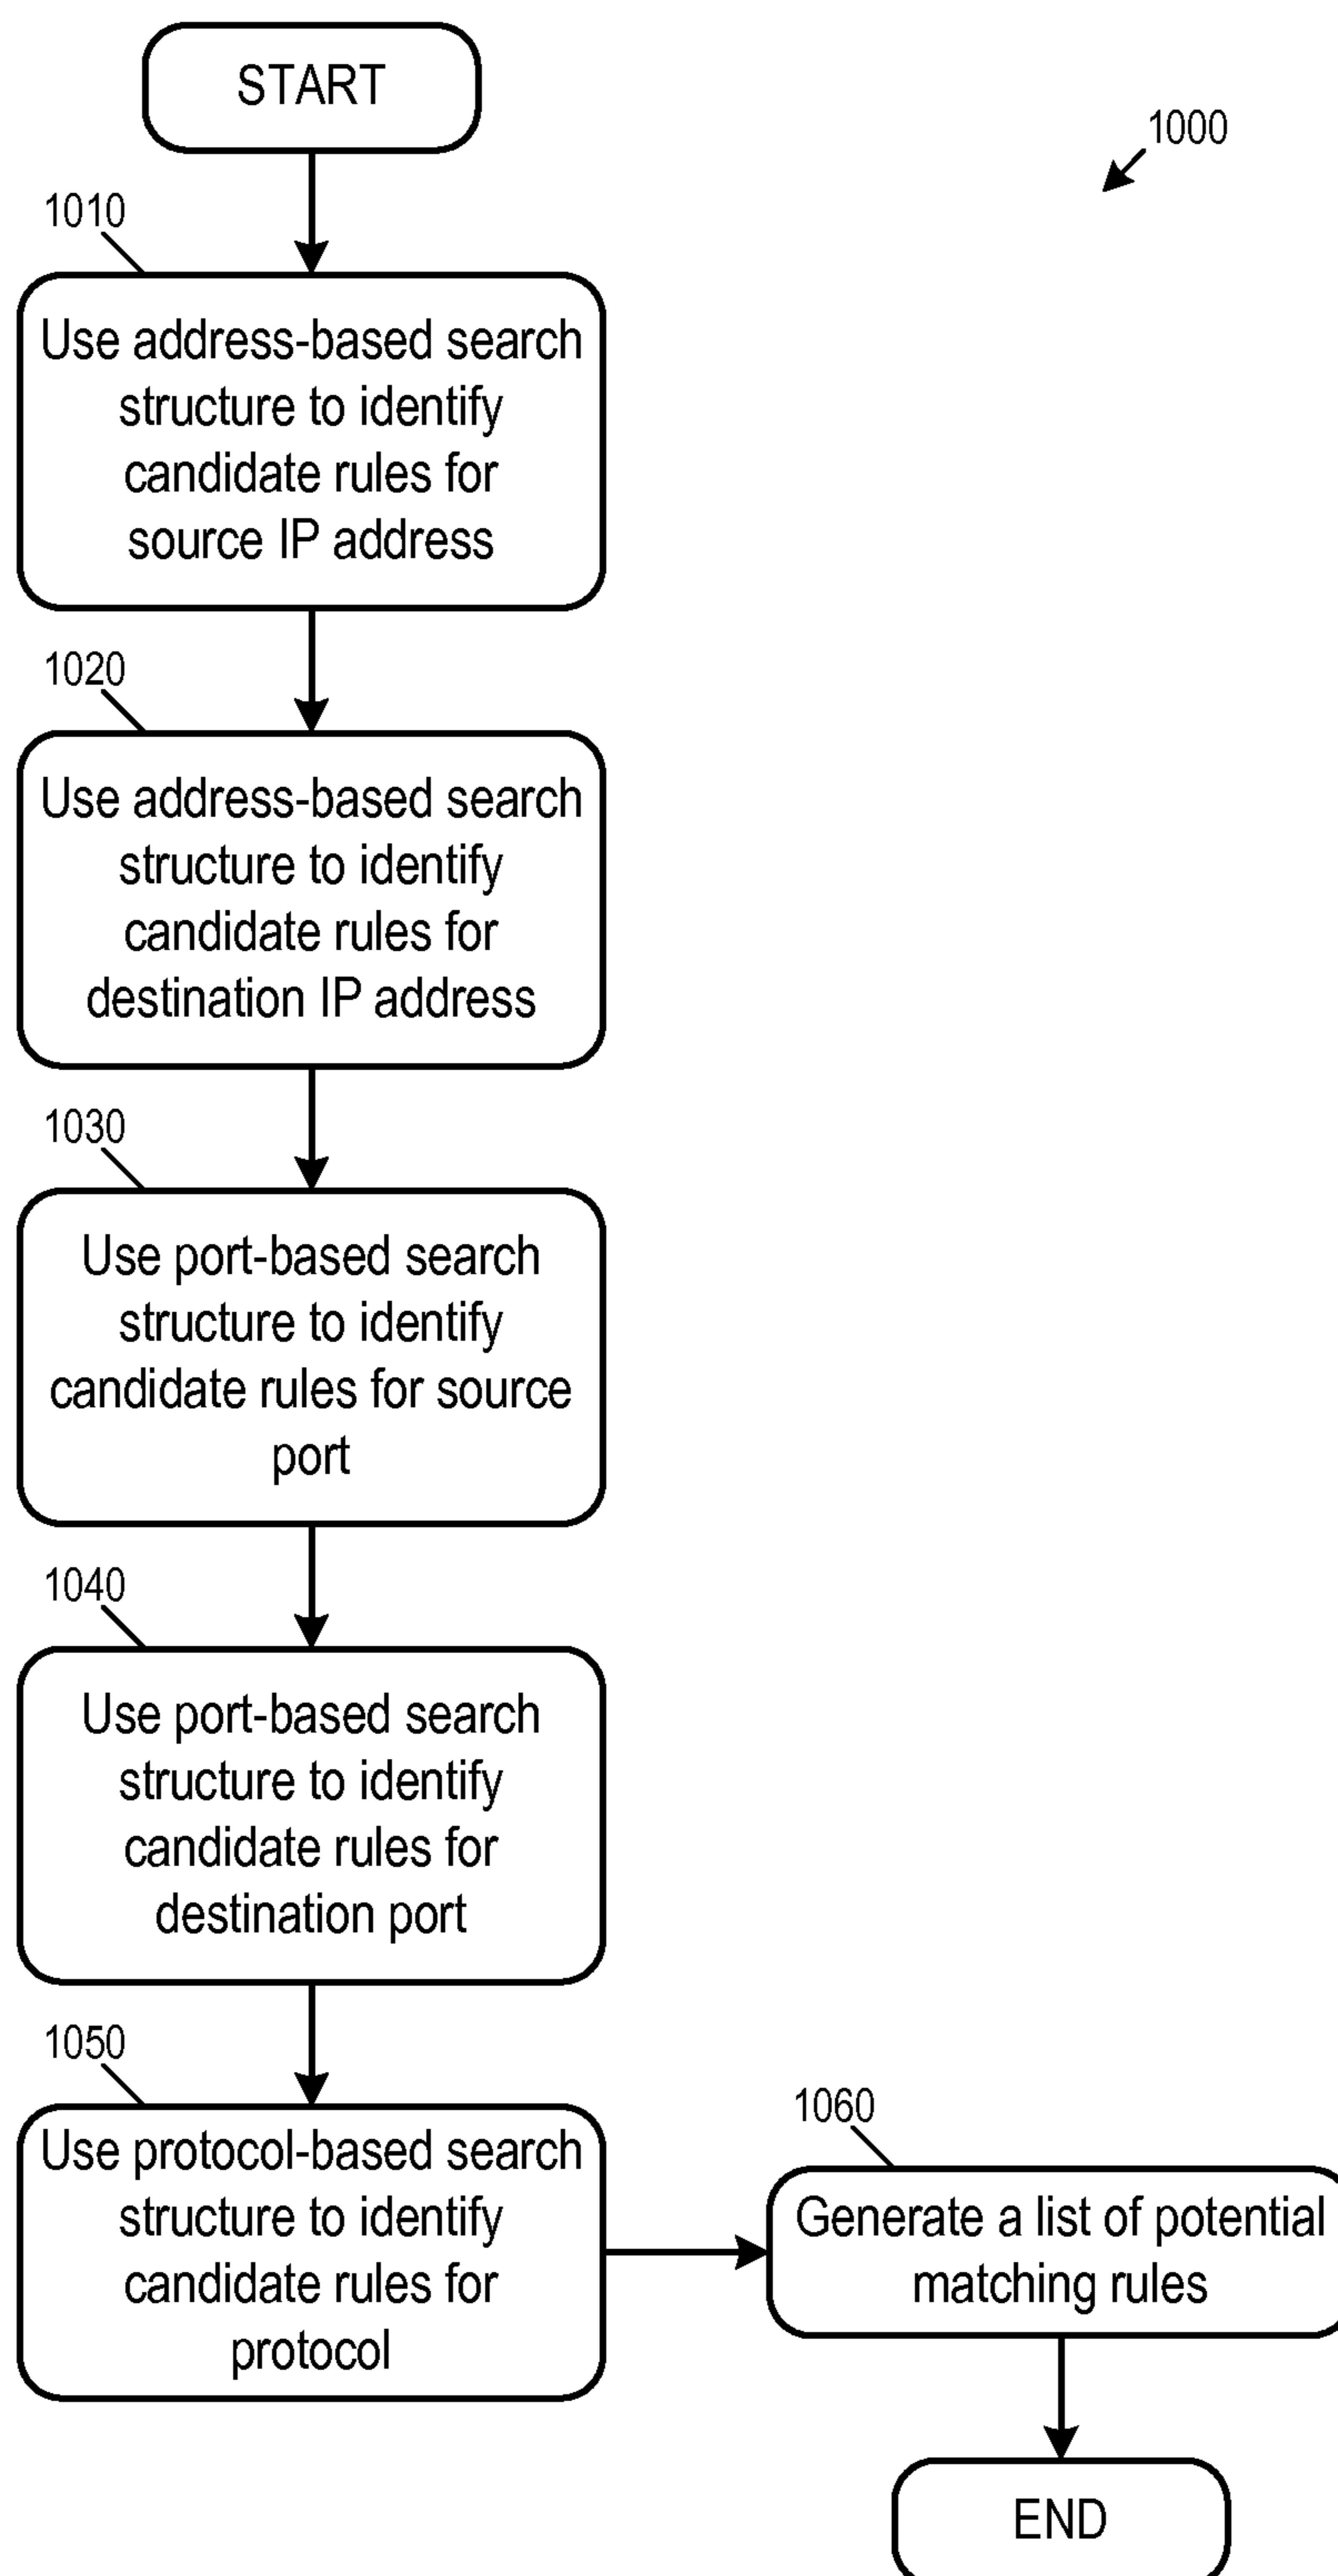 START
1000
1010
Use address-based search
structure to identify
candidate rules for
source IP address
1020
Use address-based search
structure to identify
candidate rules for
destination IP address
1030
Use port-based search
structure to identify
candidate rules for source
port
1040
Use port-based search
structure to identify
candidate rules for
destination port
1050
Use protocol-based search
structure to identify
candidate rules for
protocol
1060
Generate a list of potential
matching rules
END